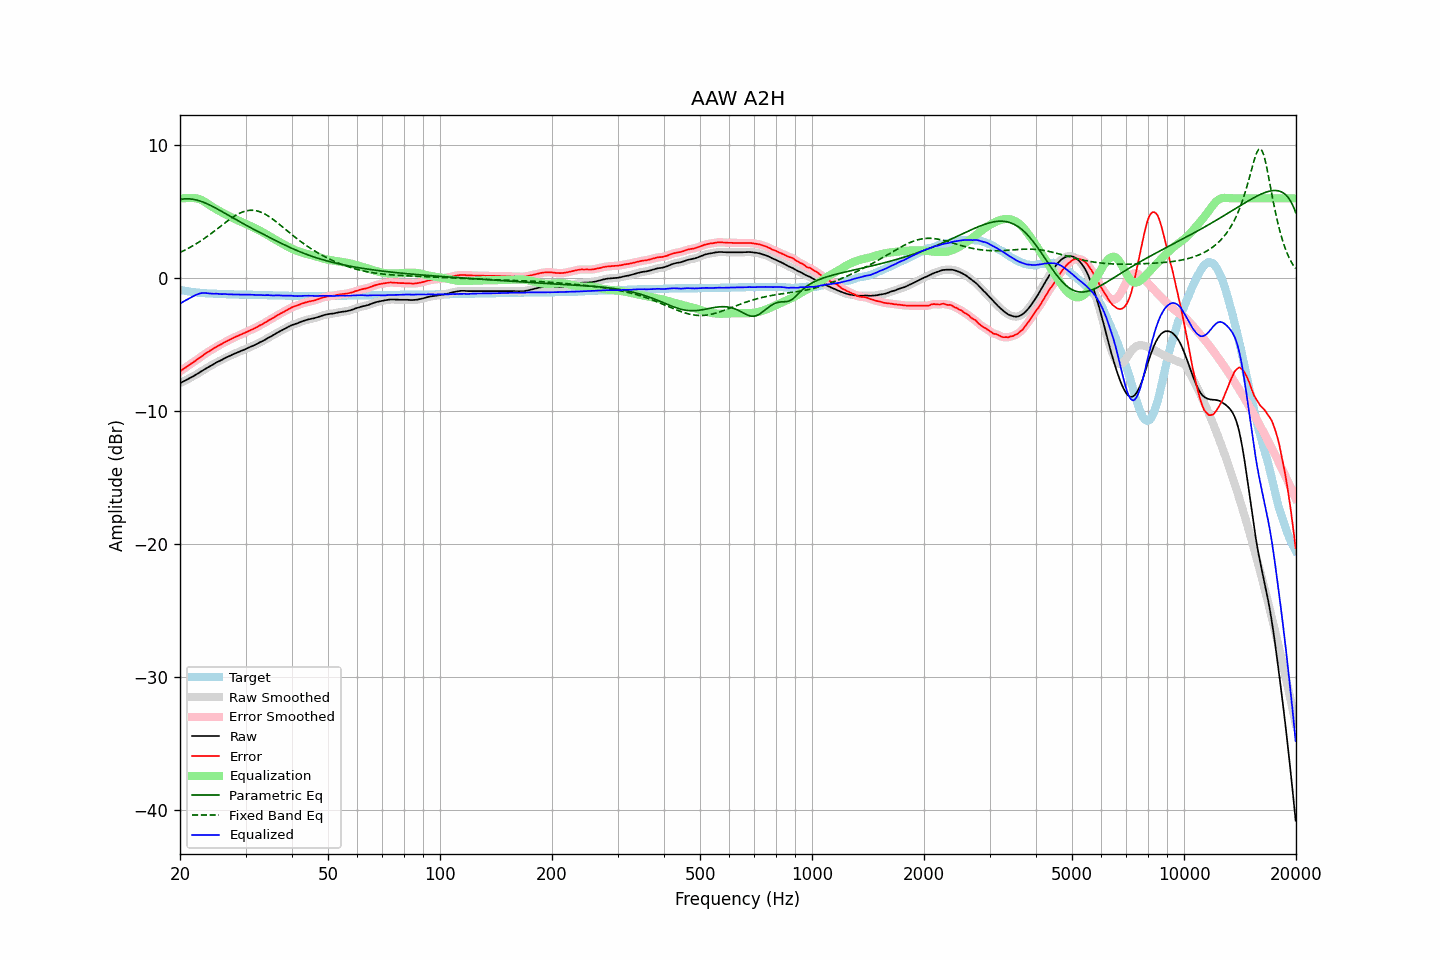 AAW A2H
10
0
−10
−20
−30
−40
Amplitude (dBr)
Target
Raw Smoothed
Error Smoothed
Raw
Error
Equalization
Parametric Eq
Fixed Band Eq
Equalized
20 50 100 200 500 1000 2000 5000 10000 20000
Frequency (Hz)